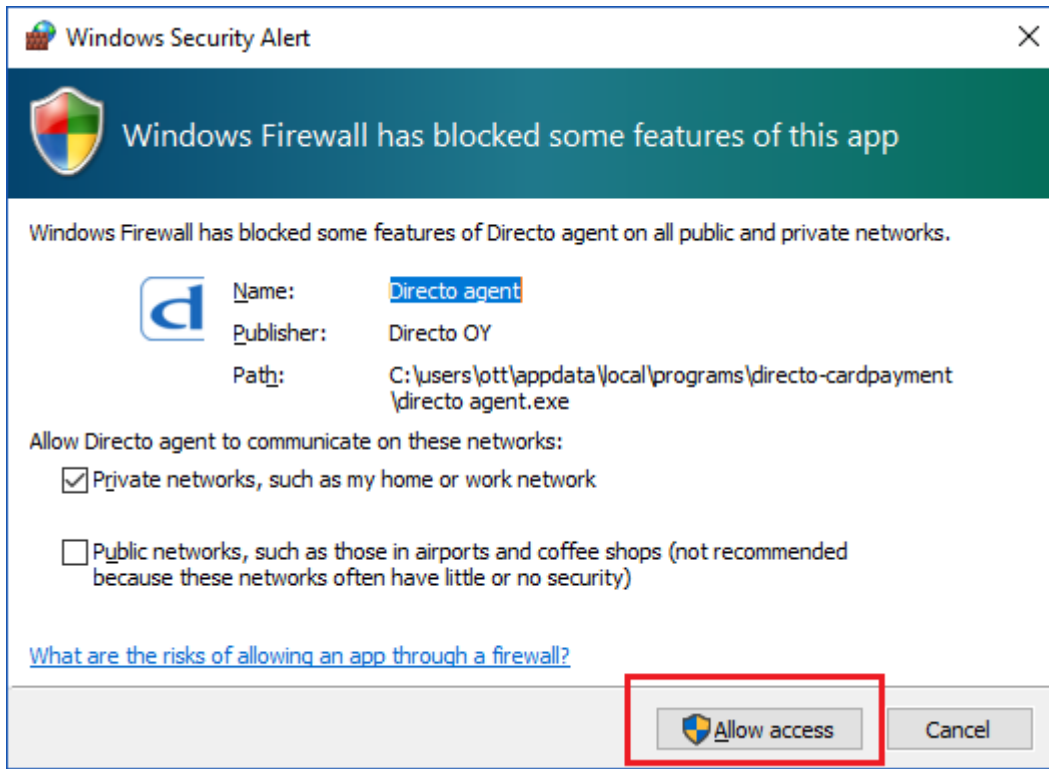 Windows Security Alert
Windows Firewall has blocked some features of this app
Windows Firewall has blocked some features of Directo agent on all public and private networks.
Name: Directo agent
Publisher: Directo OY
Path: C:\users\ott\appdata\local\programs\directo-cardpayment
\directo agent.exe
Allow Directo agent to communicate on these networks:
Private networks, such as my home or work network
Public networks, such as those in airports and coffee shops (not recommended
because these networks often have little or no security)
What are the risks of allowing an app through a firewall?
Allow access Cancel